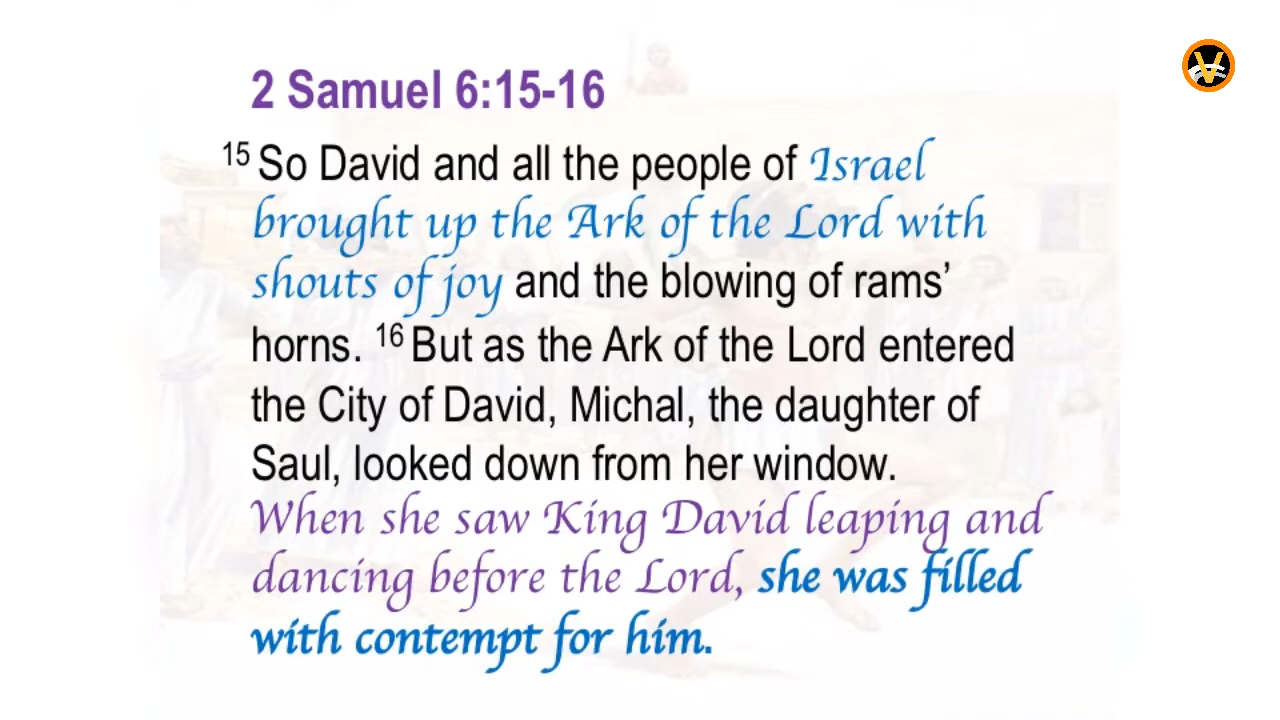 2 Samuel 6:15-16
15 So David and all the people of Israel
brought up the Ark of the Lord with
shouts of joy and the blowing of rams’
horns. 16 But as the Ark of the Lord entered
the City of David, Michal, the daughter of
Saul, looked down from her window.
When she saw King David leaping and
dancing before the Lord, she was filled
with contempt for him.